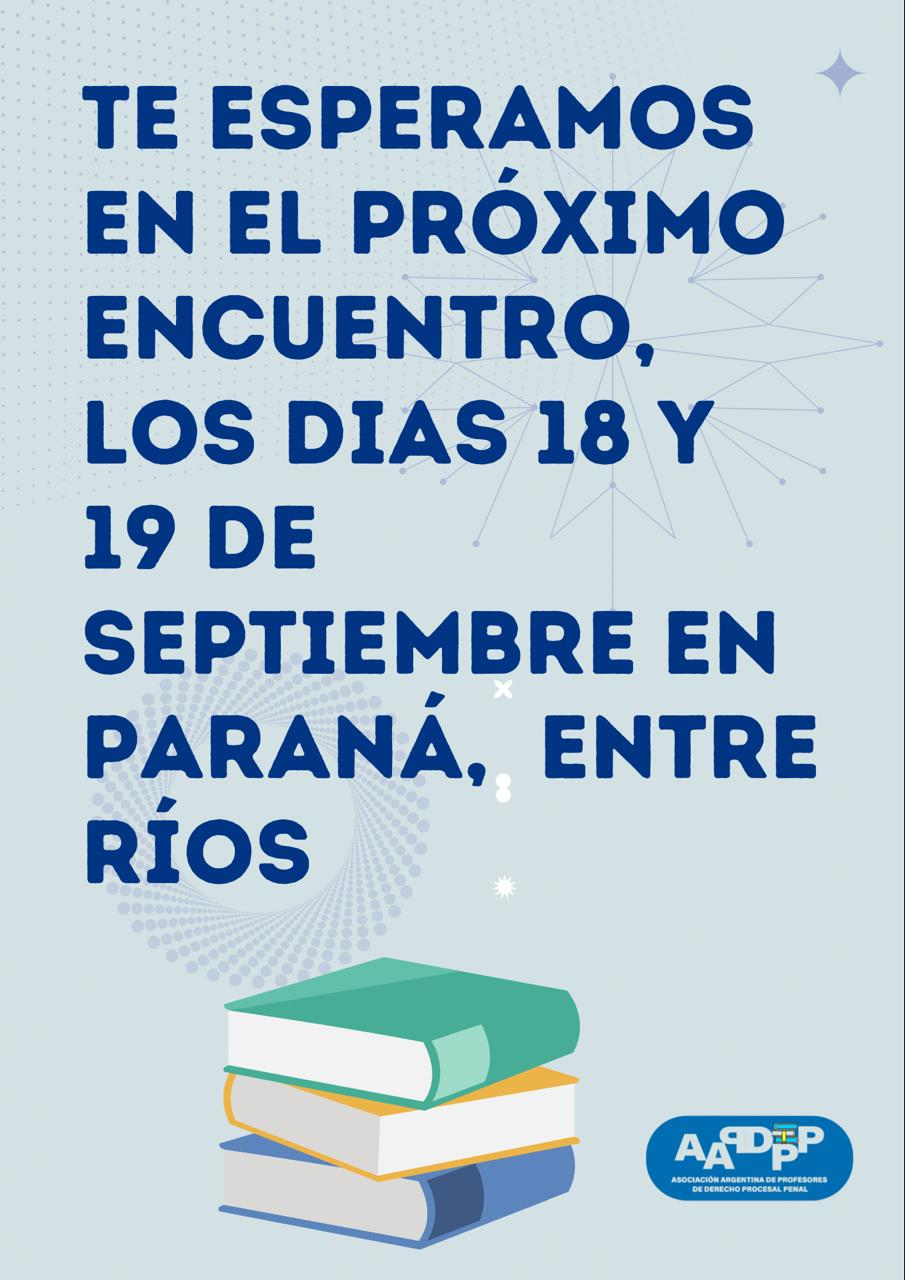 TE ESPERAMOS
EN EL PRÓXIMO
ENCUENTRO,
LOS DIAS 18 Y
19 DE
SEPTIEMBRE EN
PARANÁ, ENTRE
RÍOS
AAPDPP
ASOCIACIÓN ARGENTINA DE PROFESORES
DE DERECHO PROCESAL PENAL